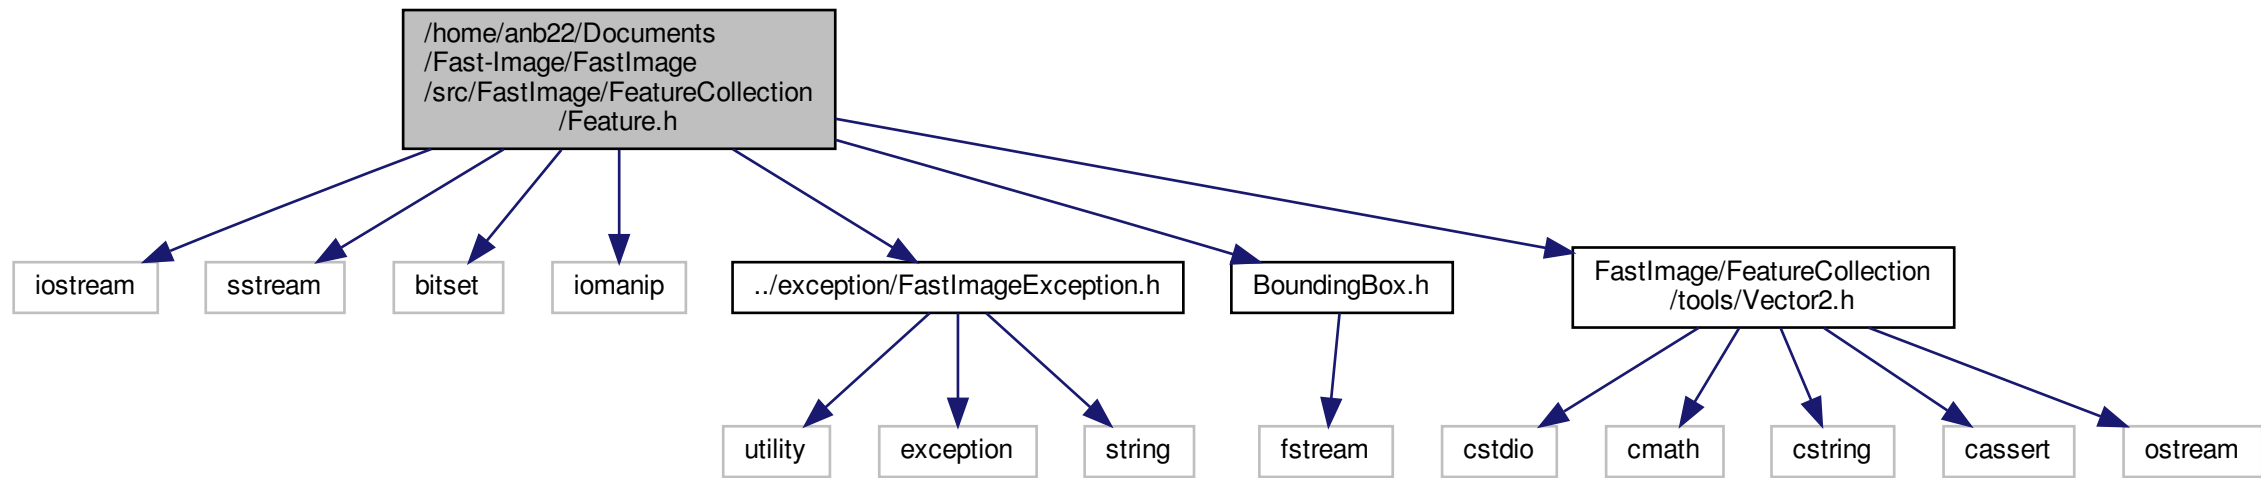 /home/anb22/Documents
/Fast-Image/FastImage
/src/FastImage/FeatureCollection
/Feature.h
iostream
sstream
bitset
iomanip
../exception/FastImageException.h
BoundingBox.h
FastImage/FeatureCollection
/tools/Vector2.h
utility
exception
string
fstream
cstdio
cmath
cstring
cassert
ostream